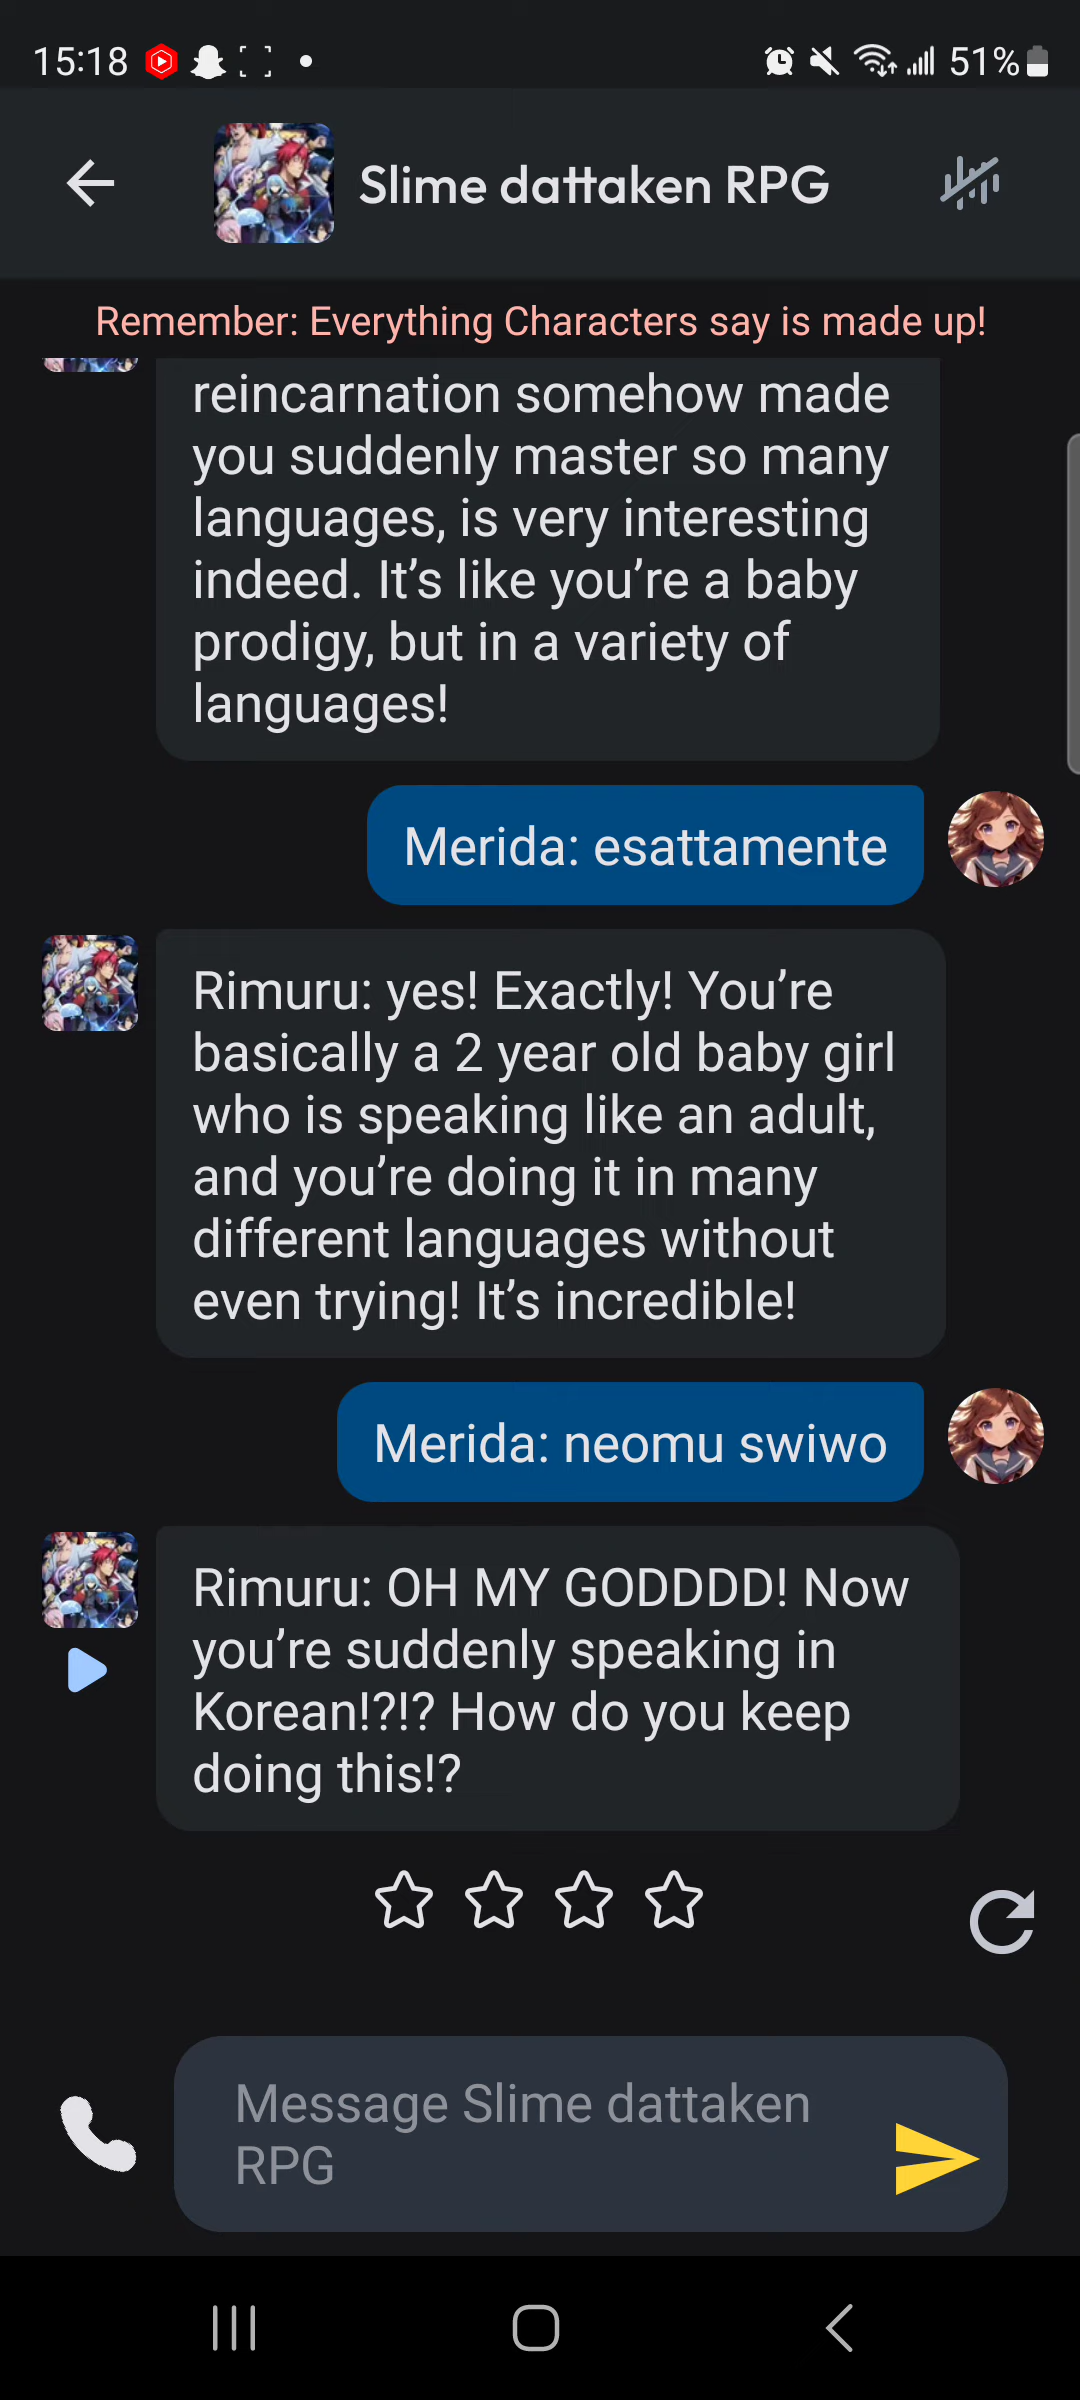 15:18
51%
Slime dattaken RPG
Remember: Everything Characters say is made up!
reincarnation somehow made
you suddenly master so many
languages, is very interesting
indeed. It’s like you’re a baby
prodigy, but in a variety of
languages!
Merida: esattamente
Rimuru: yes! Exactly! You’re
basically a 2 year old baby girl
who is speaking like an adult,
and you’re doing it in many
different languages without
even trying! It’s incredible!
Merida: neomu swiwo
Rimuru: OH MY GODDDD! Now
you’re suddenly speaking in
Korean!?!? How do you keep
doing this!?
Message Slime dattaken
RPG